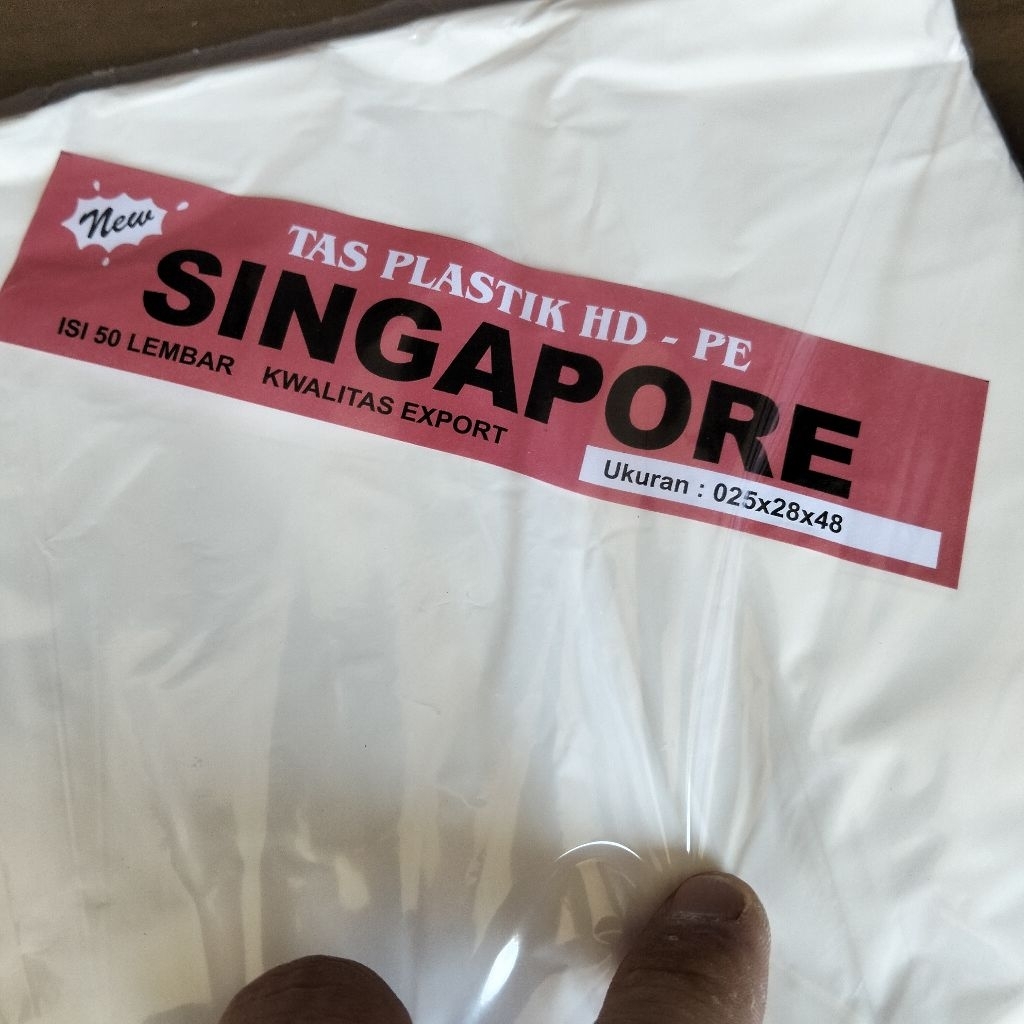 New
TAS PLASTIK HD - PE
SINGAPORE
ISI 50 LEMBAR KWALITAS EXPORT
Ukuran : 025x28x48